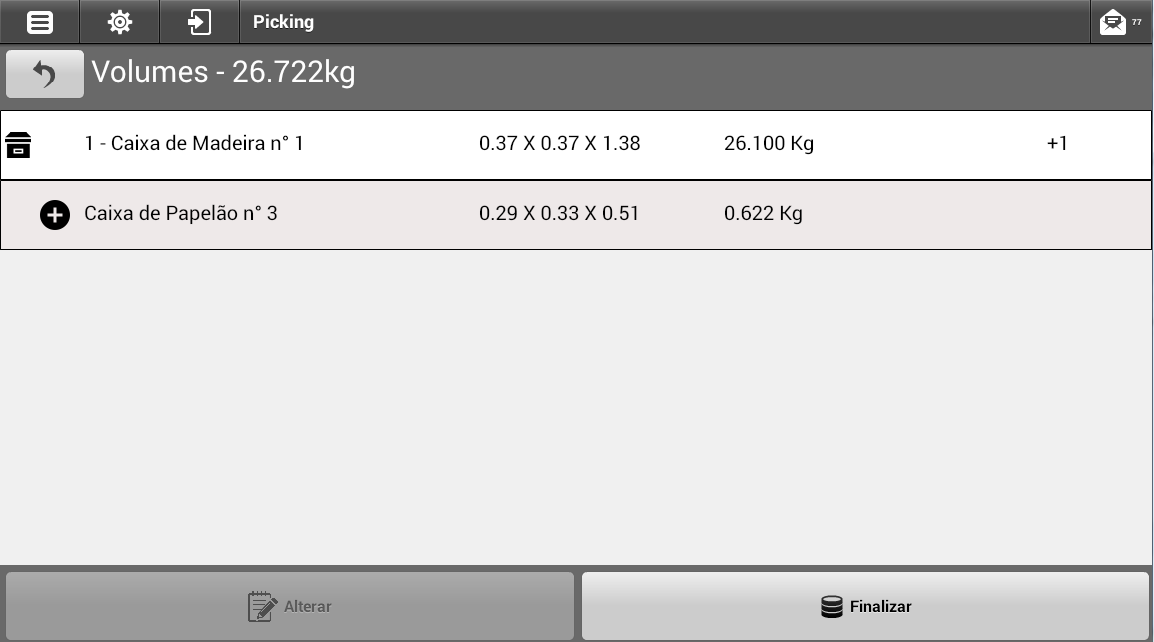 Picking
77
Volumes - 26.722kg
1 - Caixa de Madeira n° 1 0.37 X 0.37 X 1.38 26.100 Kg +1
Caixa de Papelão n° 3 0.29 X 0.33 X 0.51 0.622 Kg
Alterar
Finalizar